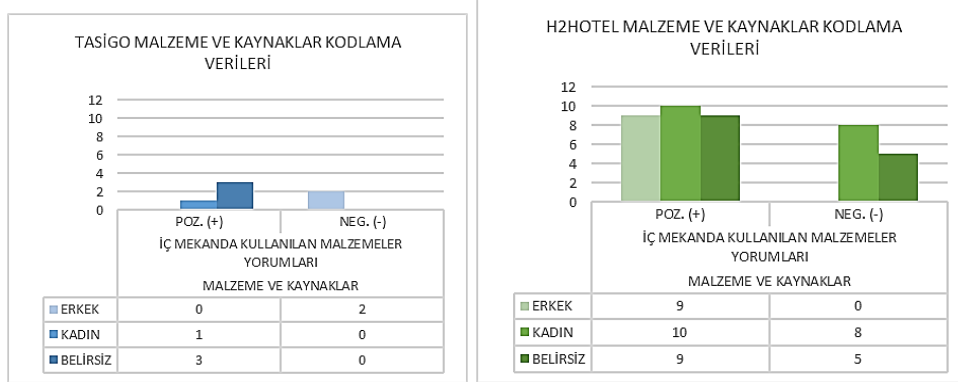 TASİGO MALZEME VE KAYNAKLAR KODLAMA
VERİLERİ
12
10
8
6
4
2
0
POZ. (+) NEG. (-)
İÇ MEKANDA KULLANILAN MALZEMELER
YORUMLARI
MALZEME VE KAYNAKLAR
ERKEK 0 2
KADIN 1 0
BELİRSİZ 3 0
H2HOTEL MALZEME VE KAYNAKLAR KODLAMA
VERİLERİ
12
10
8
6
4
2
0
POZ. (+) NEG. (-)
İÇ MEKANDA KULLANILAN MALZEMELER
YORUMLARI
MALZEME VE KAYNAKLAR
ERKEK 9 0
KADIN 10 8
BELİRSİZ 9 5